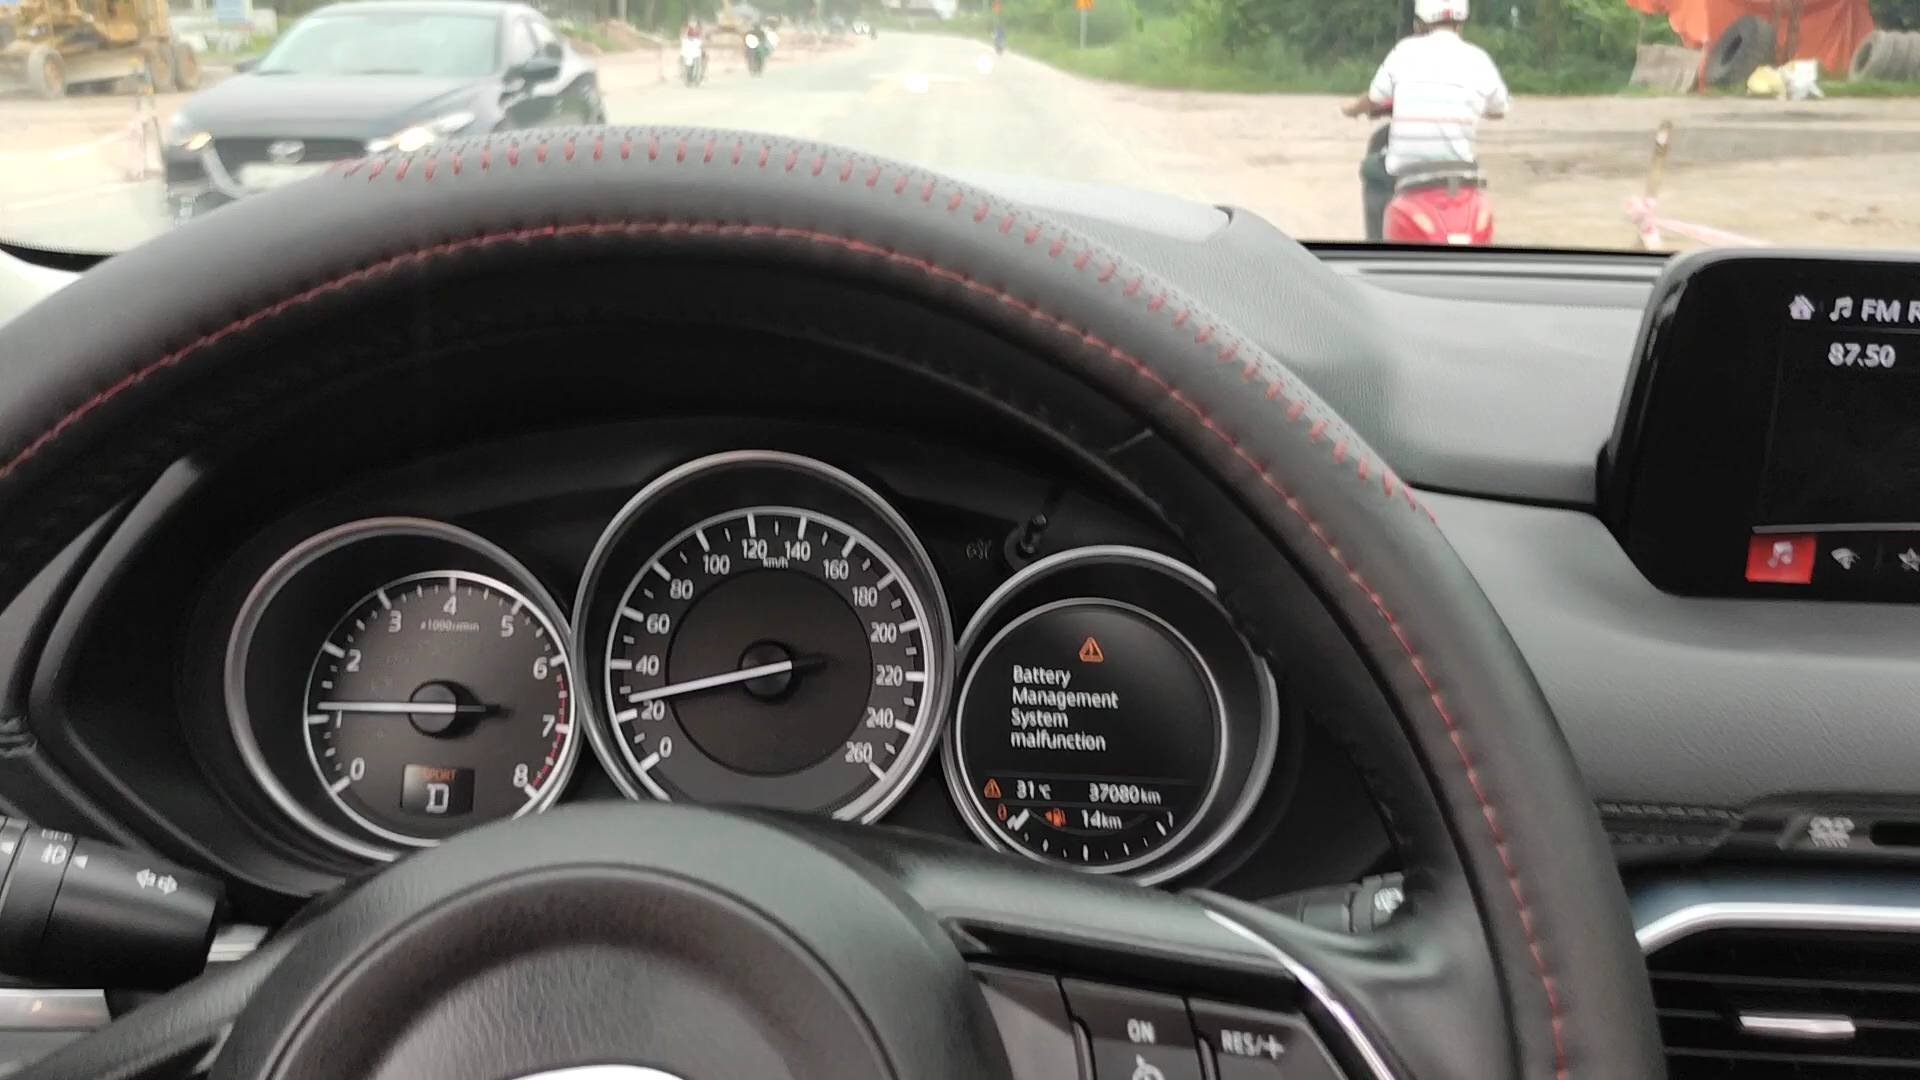 FM
87.50
0
1
2
3
4
5
6
7
8
x1000r/min
SPORT
D
0
20
40
60
80
100
120
140
160
180
200
220
240
260
km/h
Battery
Management
System
malfunction
31°C 37080km
14km
ON
RES/+